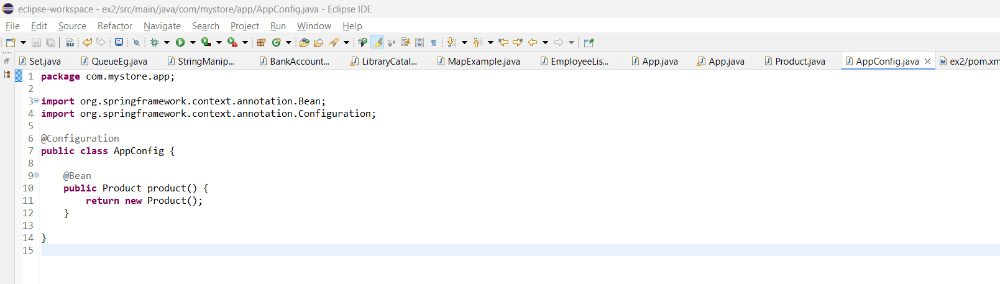 eclipse-workspace - ex2/src/main/java/com/mystore/app/AppConfig.java - Eclipse IDE
File Edit Source Refactor Navigate Search Project Run Window Help
Set.java QueueEg.java StringManip... BankAccount... LibraryCatal... MapExample.java EmployeeLis... App.java App.java Product.java AppConfig.java ex2/pom.xm
1 package com.mystore.app;
2
3 import org.springframework.context.annotation.Bean;
4 import org.springframework.context.annotation.Configuration;
5
6 @Configuration
7 public class AppConfig {
8
9 @Bean
10 public Product product() {
11 return new Product();
12 }
13
14 }
15